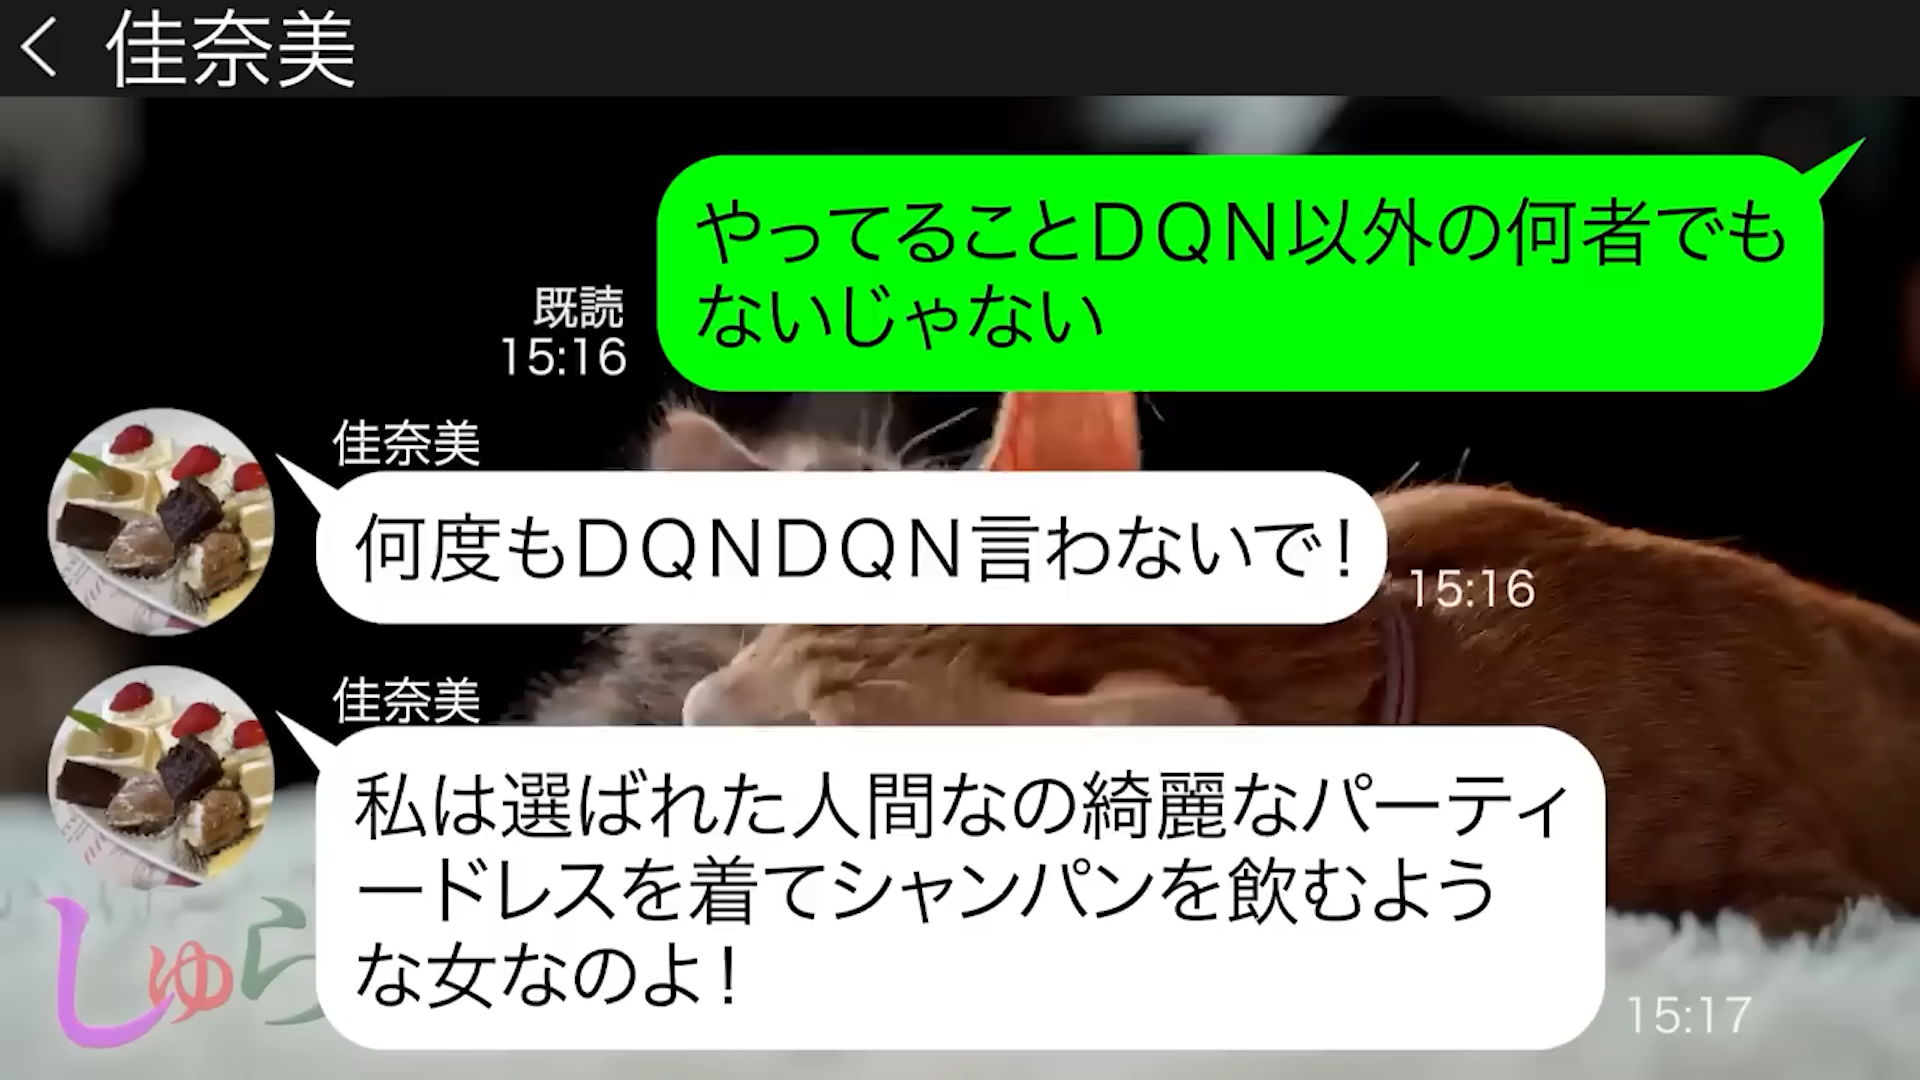 佳奈美
やってることＤＱＮ以外の何者でも
ないじゃない
既読
15:16
佳奈美
何度もＤＱＮＤＱＮ言わないで！
15:16
佳奈美
私は選ばれた人間なの綺麗なパーティ
ードレスを着てシャンパンを飲むよう
な女なのよ！
15:17
しゅら